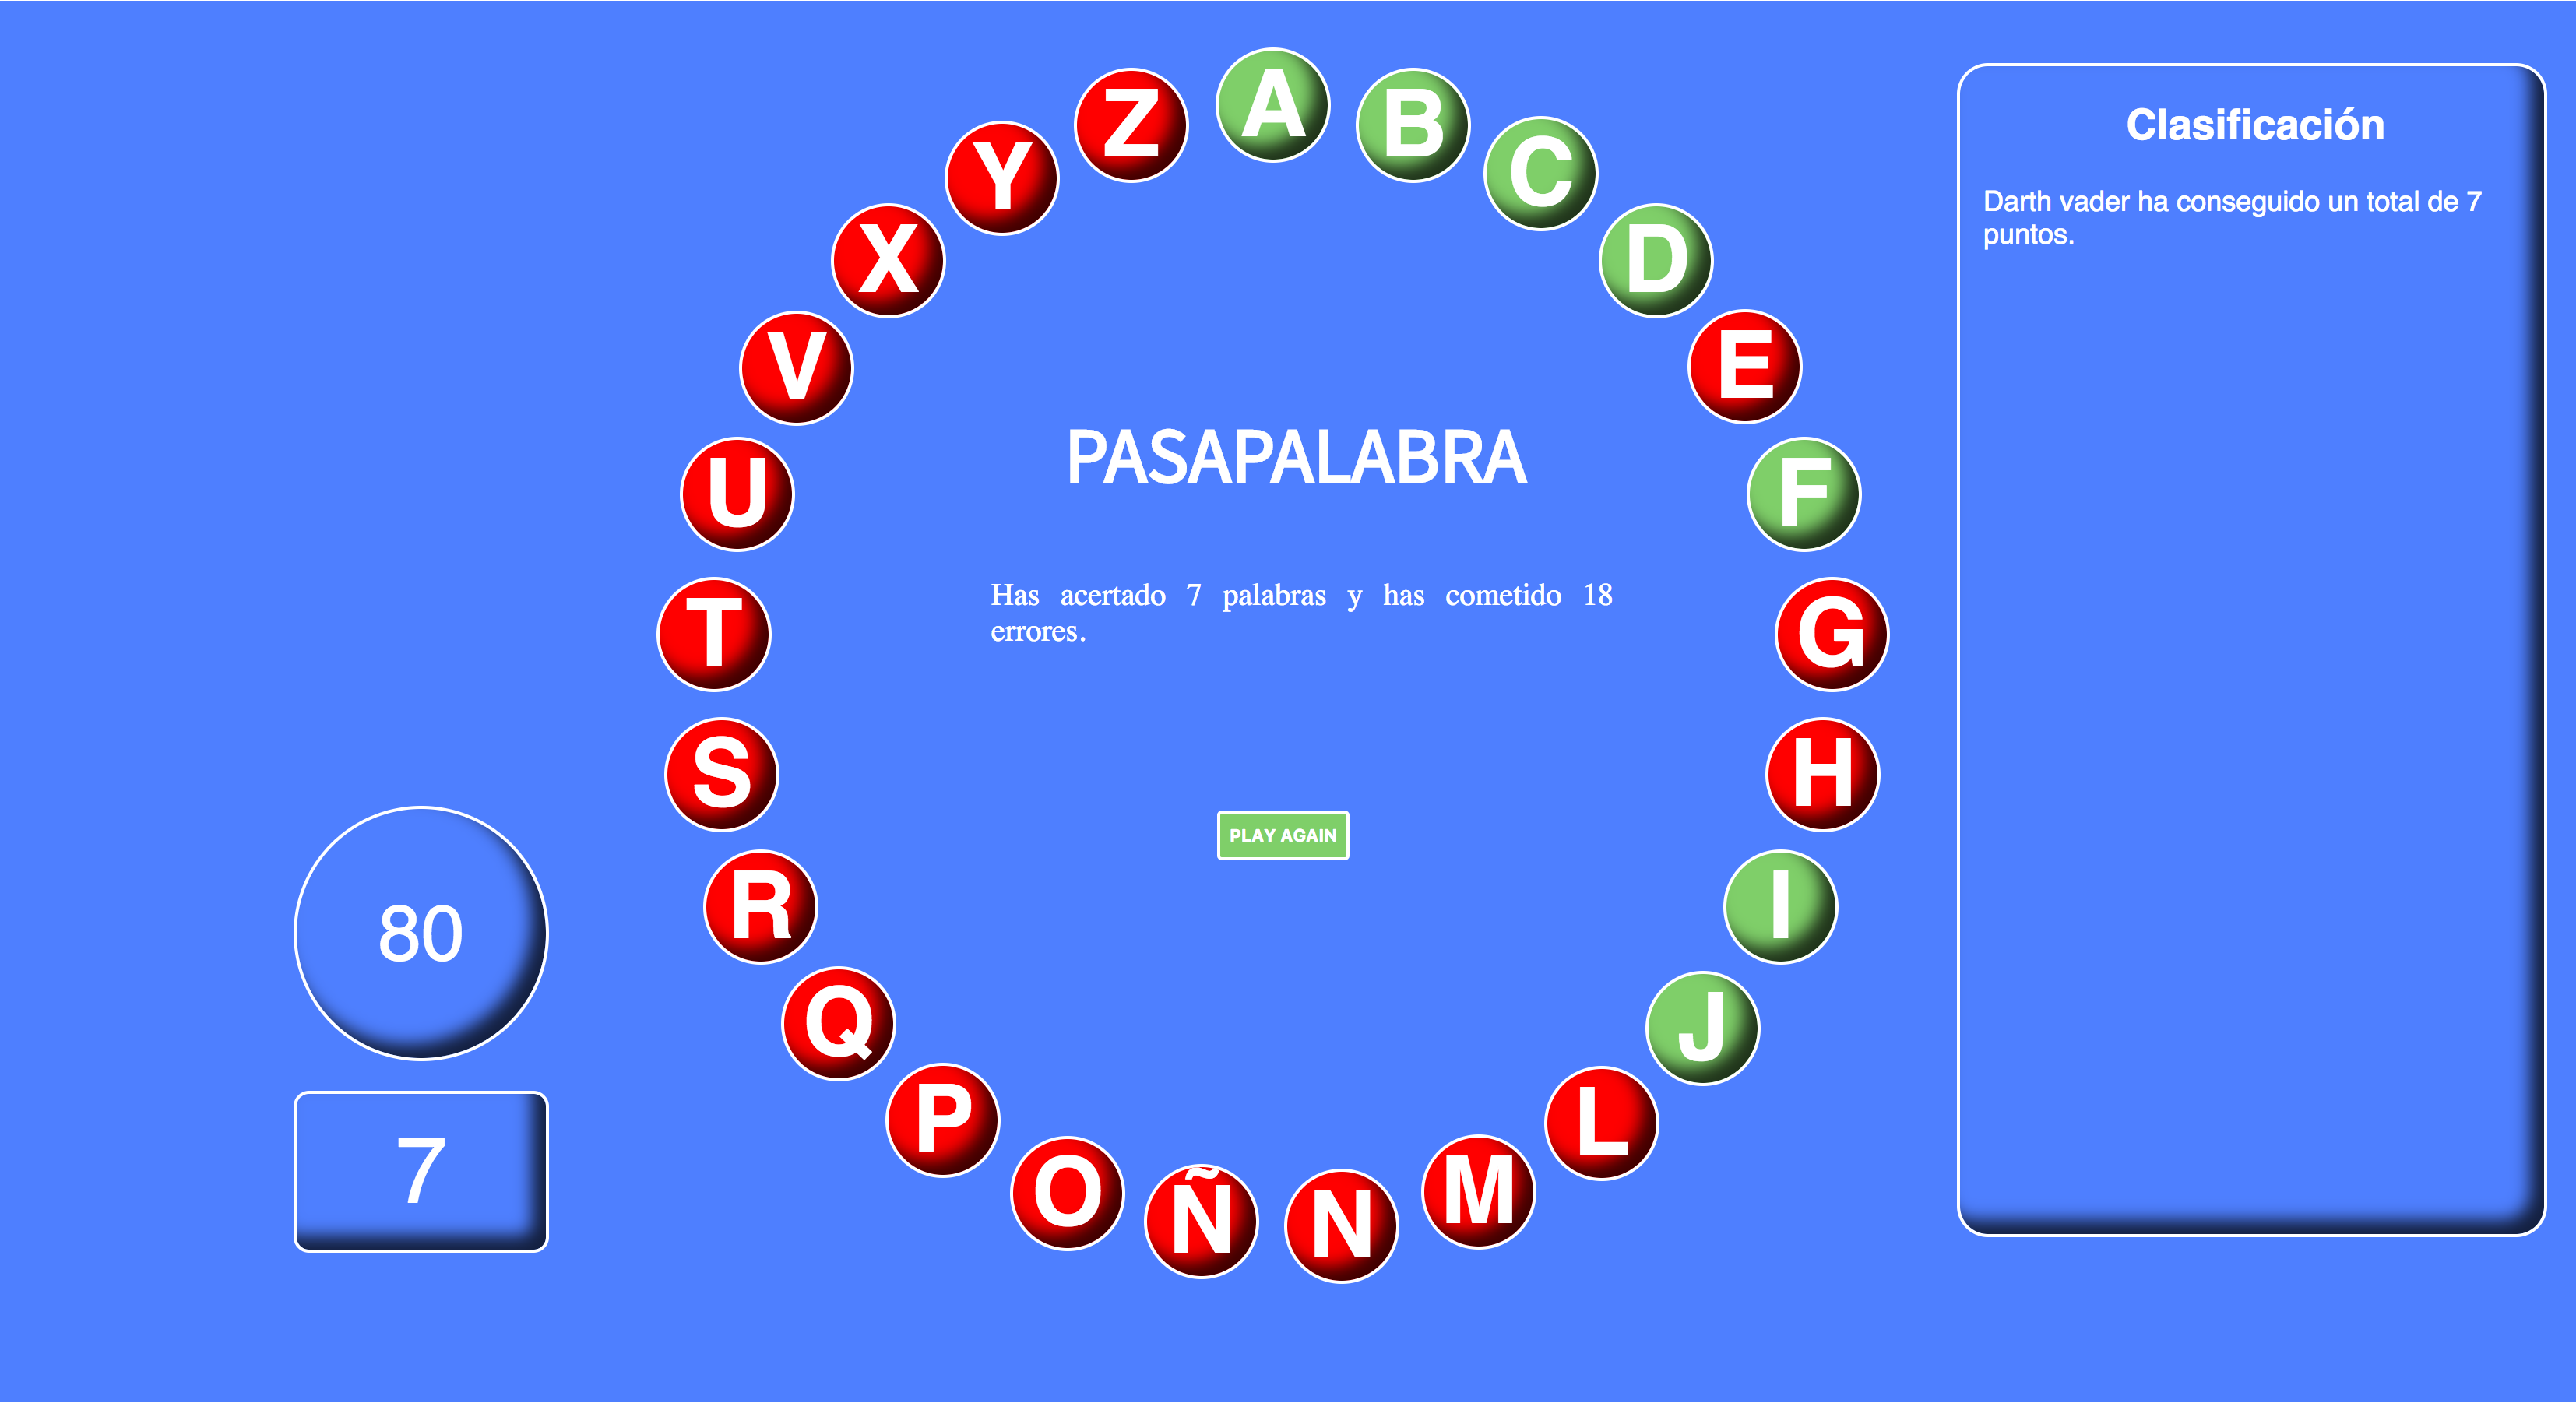 A
B
C
D
E
F
G
H
I
J
L
M
N
Ñ
O
P
Q
R
S
T
U
V
X
Y
Z
PASAPALABRA
Has acertado 7 palabras y has cometido 18
errores.
PLAY AGAIN
80
7
Clasificación
Darth vader ha conseguido un total de 7
puntos.